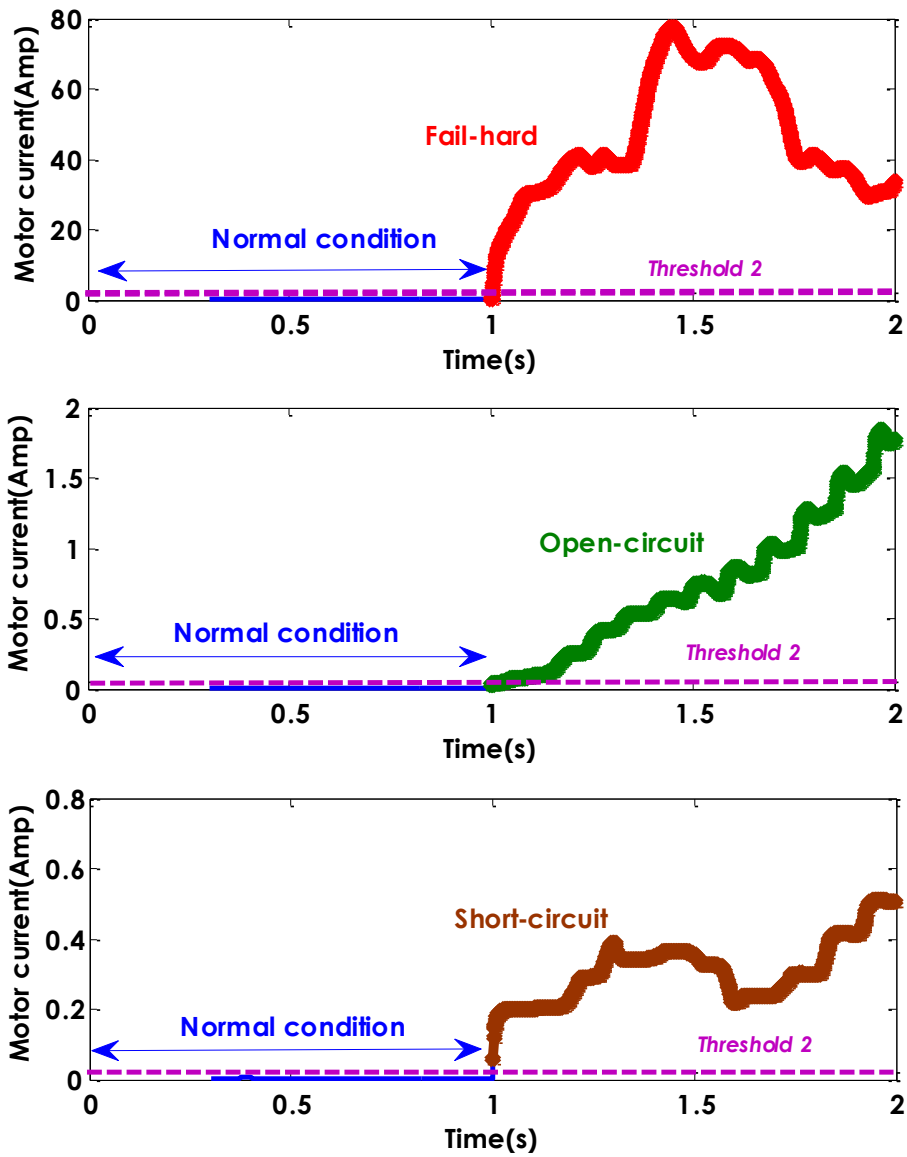 80
60
40
20
0
Motor current(Amp)
Fail-hard
Normal condition
Threshold 2
0
0.5
1
1.5
2
Time(s)
2
1.5
1
0.5
0
Motor current(Amp)
Open-circuit
Normal condition
Threshold 2
0
0.5
1
1.5
2
Time(s)
0.8
0.6
0.4
0.2
0
Motor current(Amp)
Short-circuit
Normal condition
Threshold 2
0
0.5
1
1.5
2
Time(s)